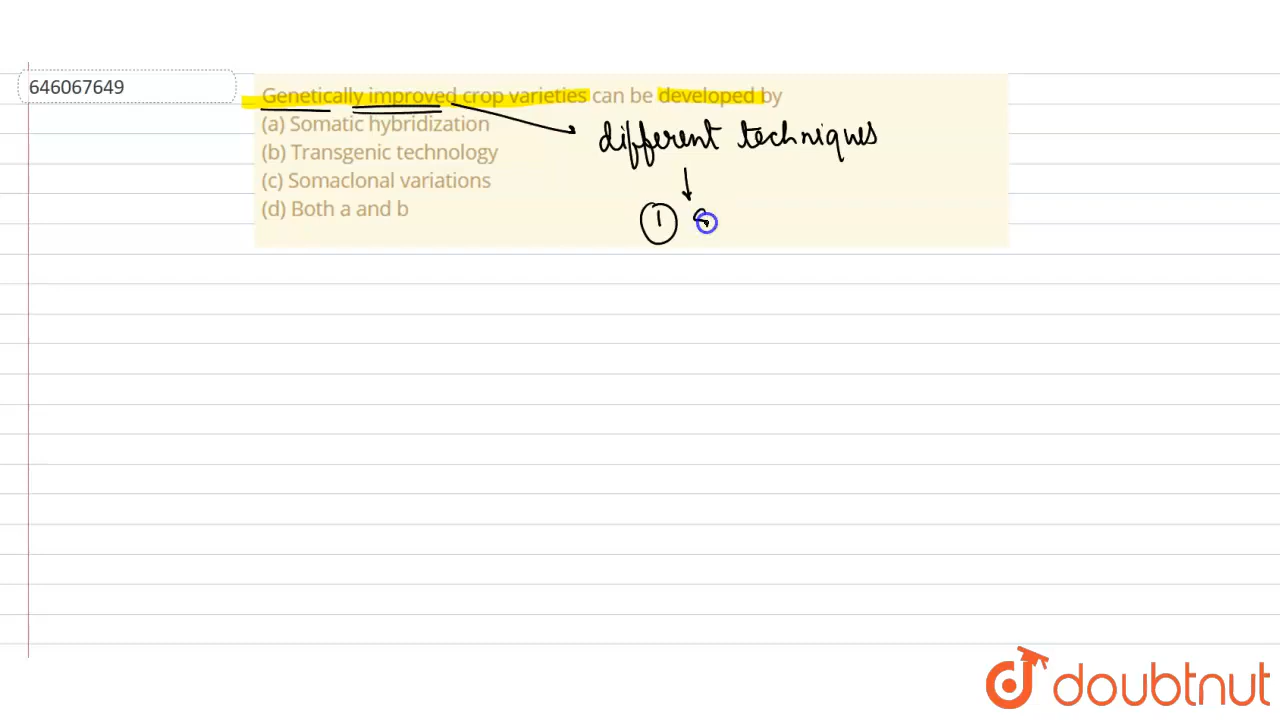 646067649
Genetically improved crop varieties can be developed by
(a) Somatic hybridization
(b) Transgenic technology
(c) Somaclonal variations
(d) Both a and b
different techniques
1
doubtnut